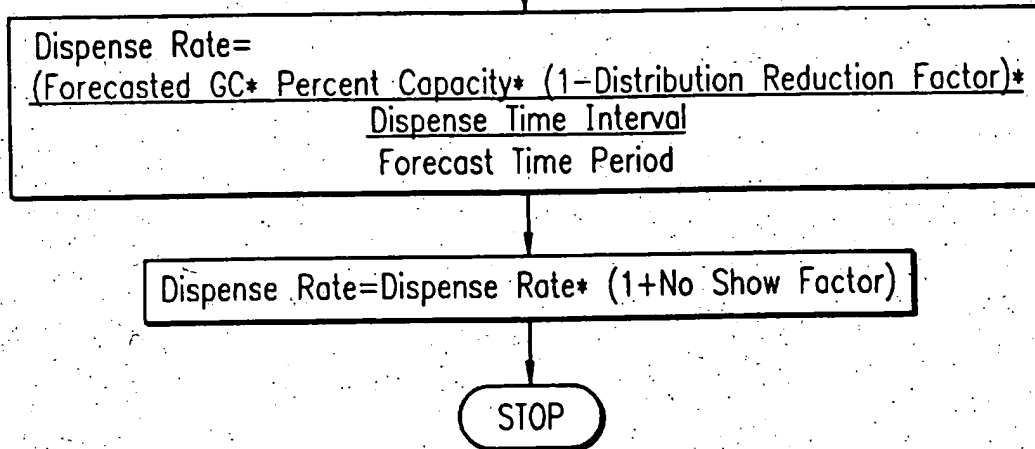 Dispense Rate=
(Forecasted GC* Percent Capacity* (1-Distribution Reduction Factor)*
Dispense Time Interval
Forecast Time Period
Dispense Rate=Dispense Rate* (1+No Show Factor)
STOP